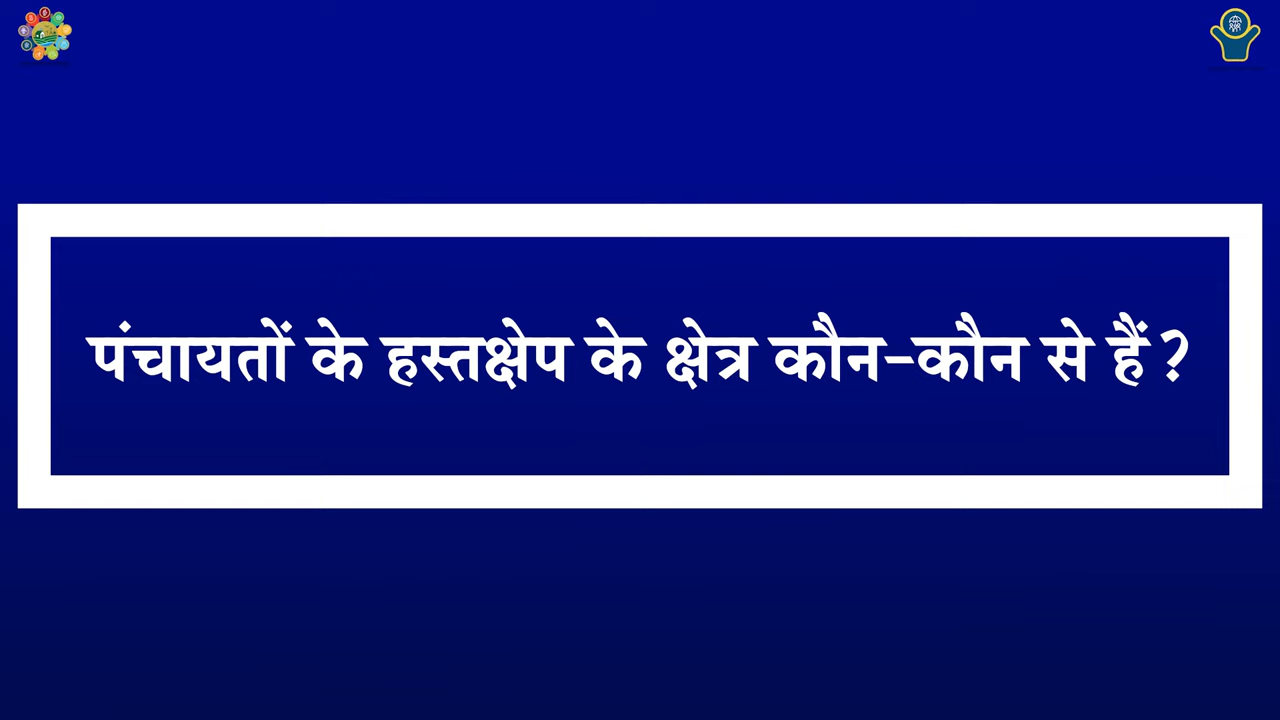 पंचायतों के हस्तक्षेप के क्षेत्र कौन-कौन से हैं?